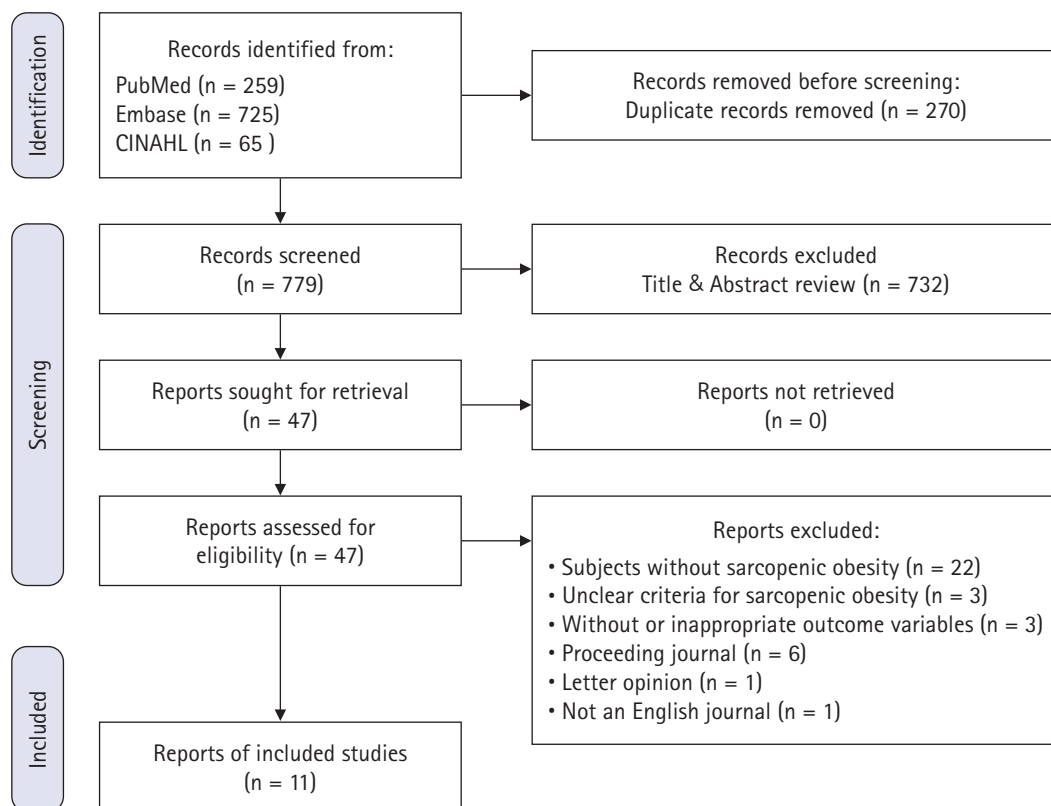 Identification
Records identified from:
PubMed (n = 259)
Embase (n = 725)
CINAHL (n = 65 )
Records removed before screening:
Duplicate records removed (n = 270)
Screening
Records screened
(n = 779)
Records excluded
Title & Abstract review (n = 732)
Reports sought for retrieval
(n = 47)
Reports not retrieved
(n = 0)
Reports assessed for
eligibility (n = 47)
Reports excluded:
• Subjects without sarcopenic obesity (n = 22)
• Unclear criteria for sarcopenic obesity (n = 3)
• Without or inappropriate outcome variables (n = 3)
• Proceeding journal (n = 6)
• Letter opinion (n = 1)
• Not an English journal (n = 1)
Included
Reports of included studies
(n = 11)